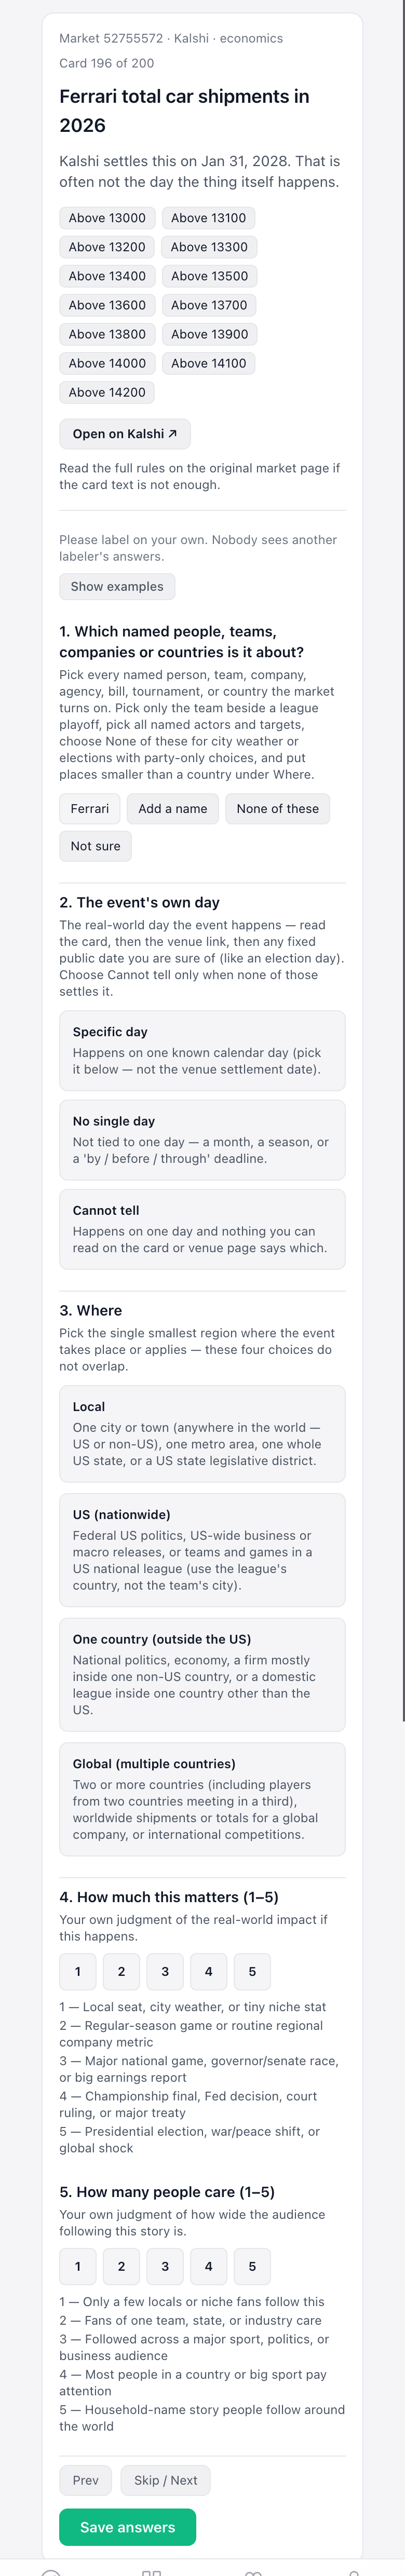 Market 52755572 · Kalshi · economics
Card 196 of 200
Ferrari total car shipments in
2026
Kalshi settles this on Jan 31, 2028. That is
often not the day the thing itself happens.
Above 13000 Above 13100
Above 13200 Above 13300
Above 13400 Above 13500
Above 13600 Above 13700
Above 13800 Above 13900
Above 14000 Above 14100
Above 14200
Open on Kalshi ↗
Read the full rules on the original market page if
the card text is not enough.
Please label on your own. Nobody sees another
labeler's answers.
Show examples
1. Which named people, teams,
companies or countries is it about?
Pick every named person, team, company,
agency, bill, tournament, or country the market
turns on. Pick only the team beside a league
playoff, pick all named actors and targets,
choose None of these for city weather or
elections with party-only choices, and put
places smaller than a country under Where.
Ferrari Add a name None of these
Not sure
2. The event's own day
The real-world day the event happens — read
the card, then the venue link, then any fixed
public date you are sure of (like an election day).
Choose Cannot tell only when none of those
settles it.
Specific day
Happens on one known calendar day (pick
it below — not the venue settlement date).
No single day
Not tied to one day — a month, a season, or
a 'by / before / through' deadline.
Cannot tell
Happens on one day and nothing you can
read on the card or venue page says which.
3. Where
Pick the single smallest region where the event
takes place or applies — these four choices do
not overlap.
Local
One city or town (anywhere in the world —
US or non-US), one metro area, one whole
US state, or a US state legislative district.
US (nationwide)
Federal US politics, US-wide business or
macro releases, or teams and games in a
US national league (use the league's
country, not the team's city).
One country (outside the US)
National politics, economy, a firm mostly
inside one non-US country, or a domestic
league inside one country other than the
US.
Global (multiple countries)
Two or more countries (including players
from two countries meeting in a third),
worldwide shipments or totals for a global
company, or international competitions.
4. How much this matters (1–5)
Your own judgment of the real-world impact if
this happens.
1 2 3 4 5
1 — Local seat, city weather, or tiny niche stat
2 — Regular-season game or routine regional
company metric
3 — Major national game, governor/senate race,
or big earnings report
4 — Championship final, Fed decision, court
ruling, or major treaty
5 — Presidential election, war/peace shift, or
global shock
5. How many people care (1–5)
Your own judgment of how wide the audience
following this story is.
1 2 3 4 5
1 — Only a few locals or niche fans follow this
2 — Fans of one team, state, or industry care
3 — Followed across a major sport, politics, or
business audience
4 — Most people in a country or big sport pay
attention
5 — Household-name story people follow around
the world
Prev Skip / Next
Save answers